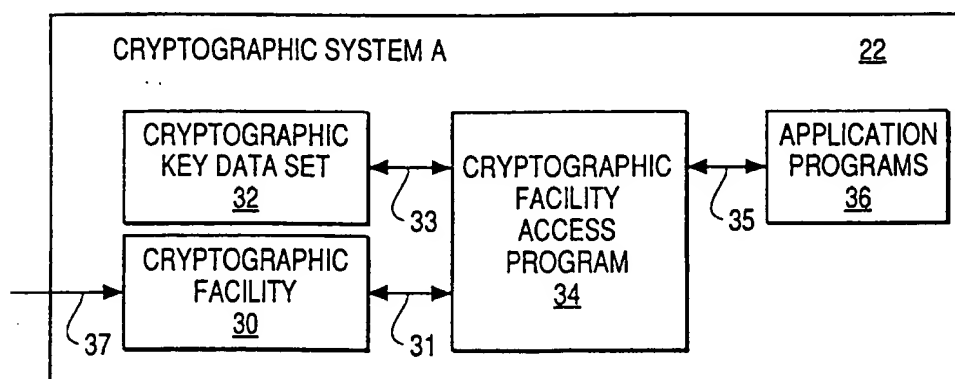 CRYPTOGRAPHIC SYSTEM A
22
CRYPTOGRAPHIC
KEY DATA SET
32
33
CRYPTOGRAPHIC
FACILITY
30
37
31
CRYPTOGRAPHIC
FACILITY
ACCESS
PROGRAM
34
35
APPLICATION
PROGRAMS
36